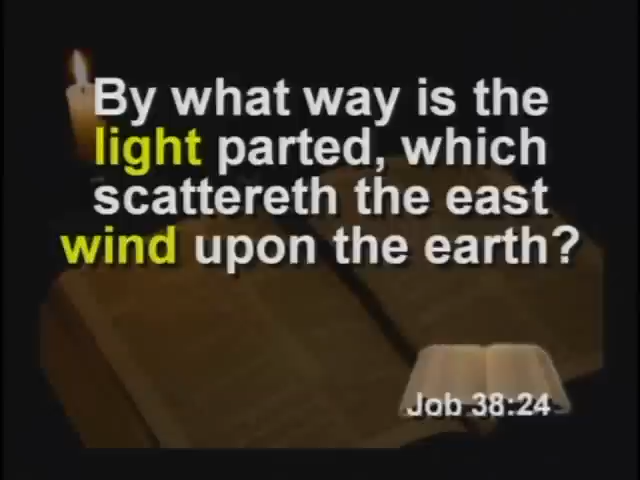 By what way is the
light parted, which
scattereth the east
wind upon the earth?
Job 38:24